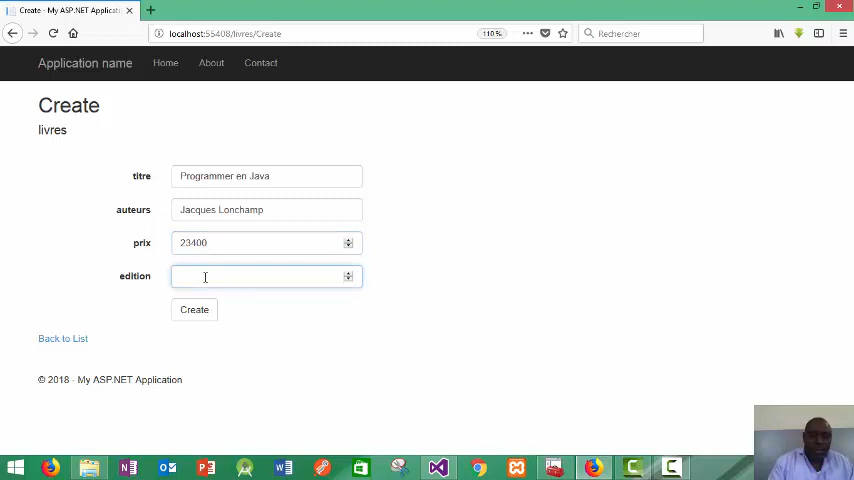 Create - My ASP.NET Applicati
localhost:55408/livres/Create
110 %
Rechercher
Application name
Home
About
Contact
Create
livres
titre
Programmer en Java
auteurs
Jacques Lonchamp
prix
23400
edition
Create
Back to List
© 2018 - My ASP.NET Application